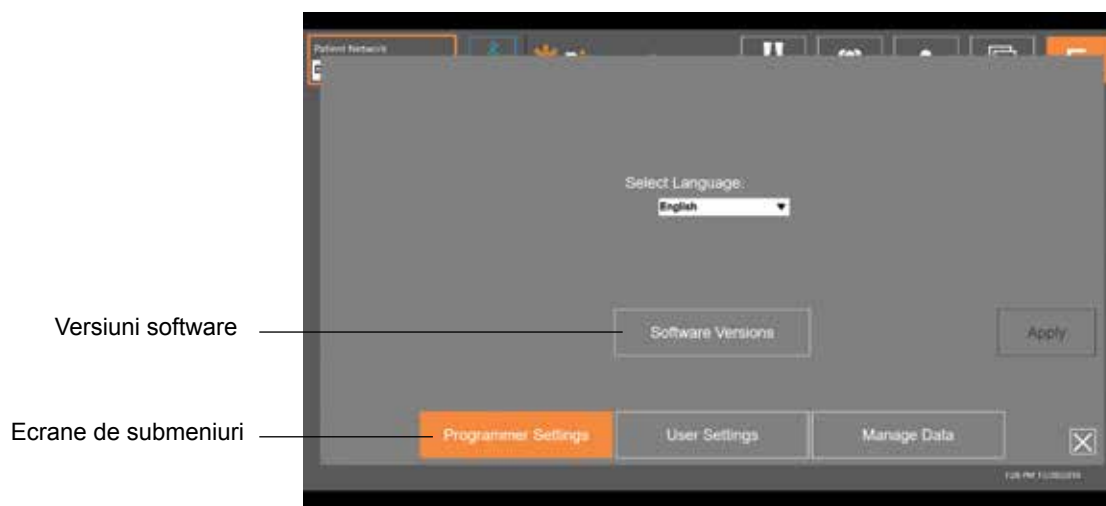 Patient Network
Select Language:
English
Versiuni software
Software Versions
Apply
Ecrane de submeniuri
Programmer Settings
User Settings
Manage Data